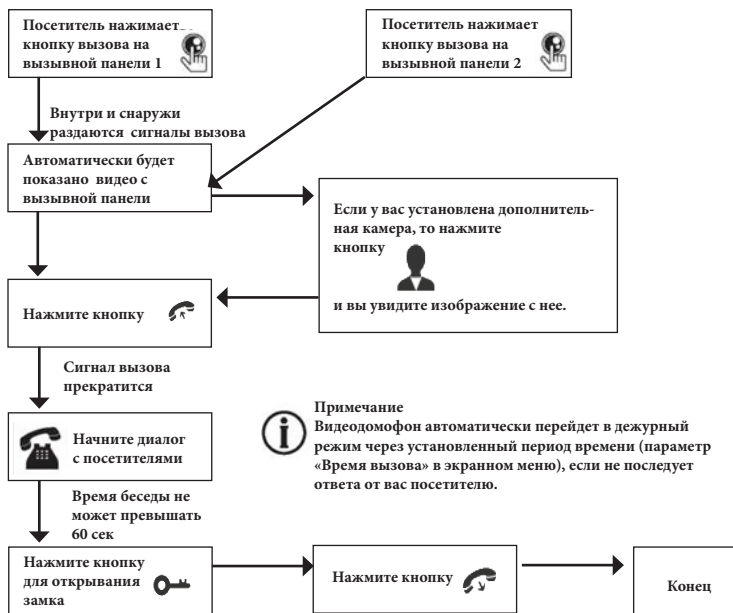 Посетитель нажимает
кнопку вызова на
вызывной панели 1
Посетитель нажимает
кнопку вызова на
вызывной панели 2
Внутри и снаружи
раздаются сигналы вызова
Автоматически будет
показано видео с
вызывной панели
Если у вас установлена дополнитель-
ная камера, то нажмите
кнопку
и вы увидите изображение с нее.
Нажмите кнопку
Сигнал вызова
прекратится
Начните диалог
с посетителями
Примечание
Видеодомофон автоматически перейдет в дежурный
режим через установленный период времени (параметр
«Время вызова» в экранном меню), если не последует
ответа от вас посетителю.
Время беседы не
может превышать
60 сек
Нажмите кнопку
для открывания
замка
Нажмите кнопку
Конец